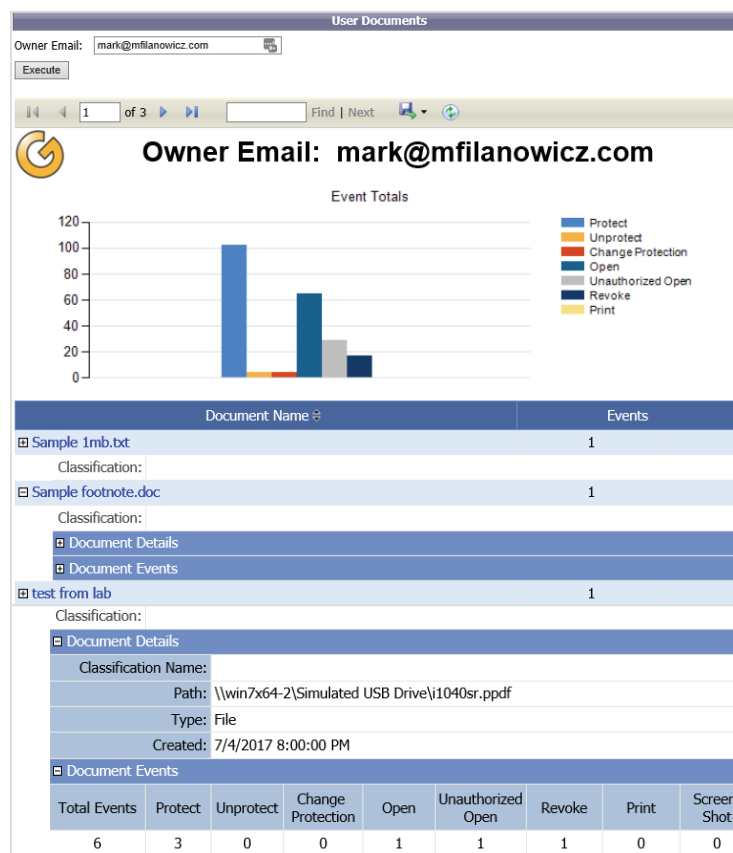 User Documents
Owner Email: mark@mfilanowicz.com
Execute
1 of 3 Find | Next
Owner Email: mark@mfilanowicz.com
Event Totals
120
100
80
60
40
20
0
Protect
Unprotect
Change Protection
Open
Unauthorized Open
Revoke
Print
Document Name Events
Sample 1mb.txt 1
Classification:
Sample footnote.doc 1
Classification:
Document Details
Document Events
test from lab 1
Classification:
Document Details
Classification Name:
Path: \\win7x64-2\Simulated USB Drive\i1040sr.ppdf
Type: File
Created: 7/4/2017 8:00:00 PM
Document Events
Total Events Protect Unprotect Change Protection Open Unauthorized Open Revoke Print Screen Shot
6 3 0 0 1 1 1 0 0